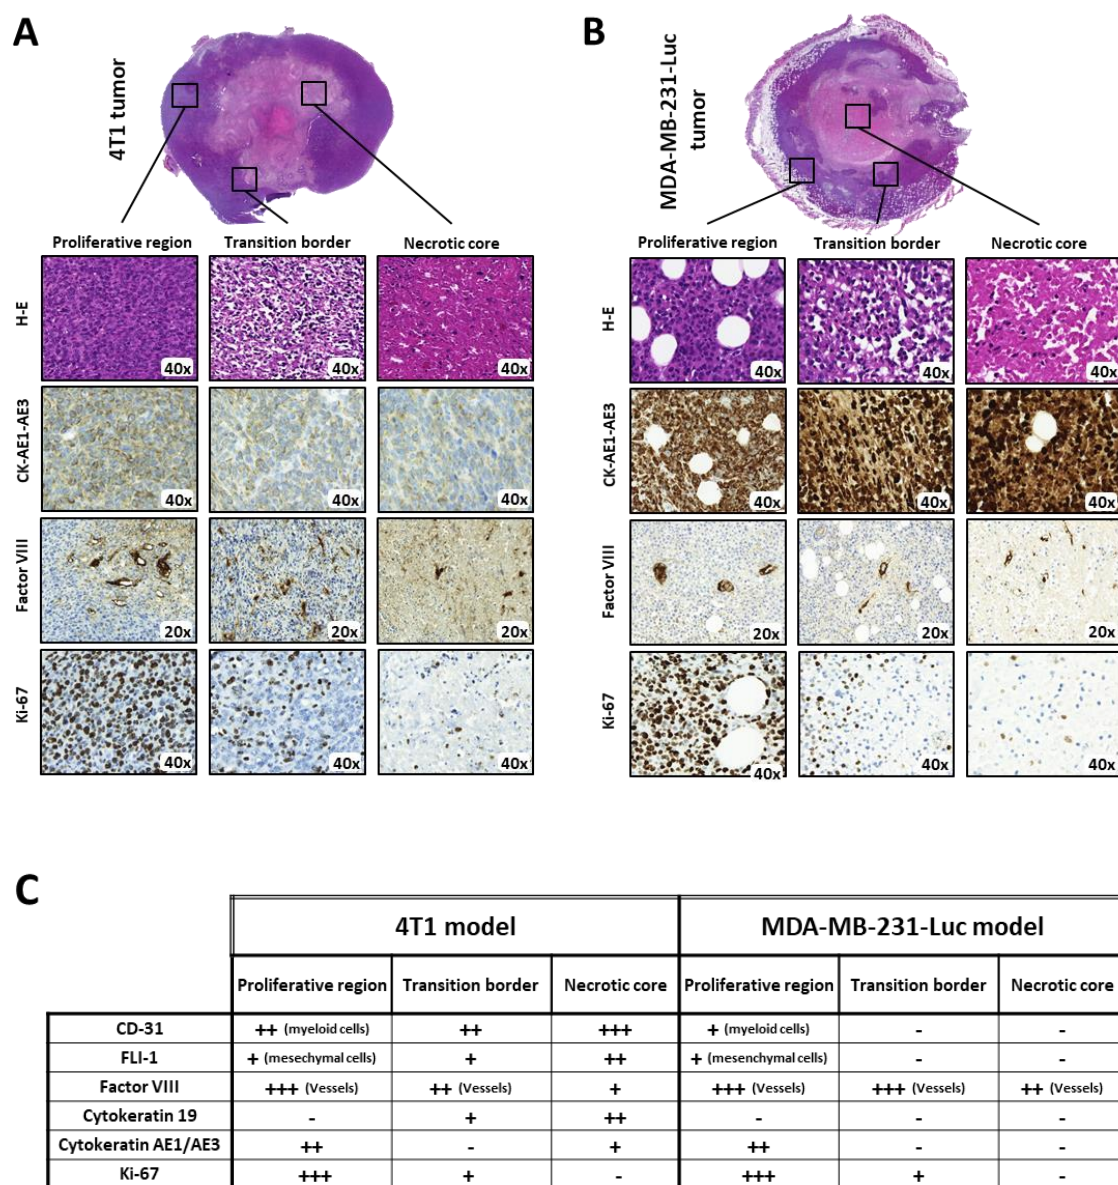 A
B
4T1 tumor
MDA-MB-231-Luc
tumor
Proliferative region Transition border Necrotic core
Proliferative region Transition border Necrotic core
H-E
40x 40x 40x
H-E
40x 40x 40x
CK-AE1-AE3
40x 40x 40x
CK-AE1-AE3
40x 40x 40x
Factor VIII
20x 20x 20x
Factor VIII
20x 20x 20x
Ki-67
40x 40x 40x
Ki-67
40x 40x 40x
C
4T1 model MDA-MB-231-Luc model
Proliferative region Transition border Necrotic core Proliferative region Transition border Necrotic core
CD-31 ++ (myeloid cells) ++ +++ + (myeloid cells) - -
FLI-1 + (mesechymal cells) + ++ + (mesenchymal cells) - -
Factor VIII +++ (Vessels) ++ (Vessels) + +++ (Vessels) +++ (Vessels) ++ (Vessels)
Cytokeratin 19 - + ++ - - -
Cytokeratin AE1/AE3 ++ - + ++ - -
Ki-67 +++ + - +++ + -